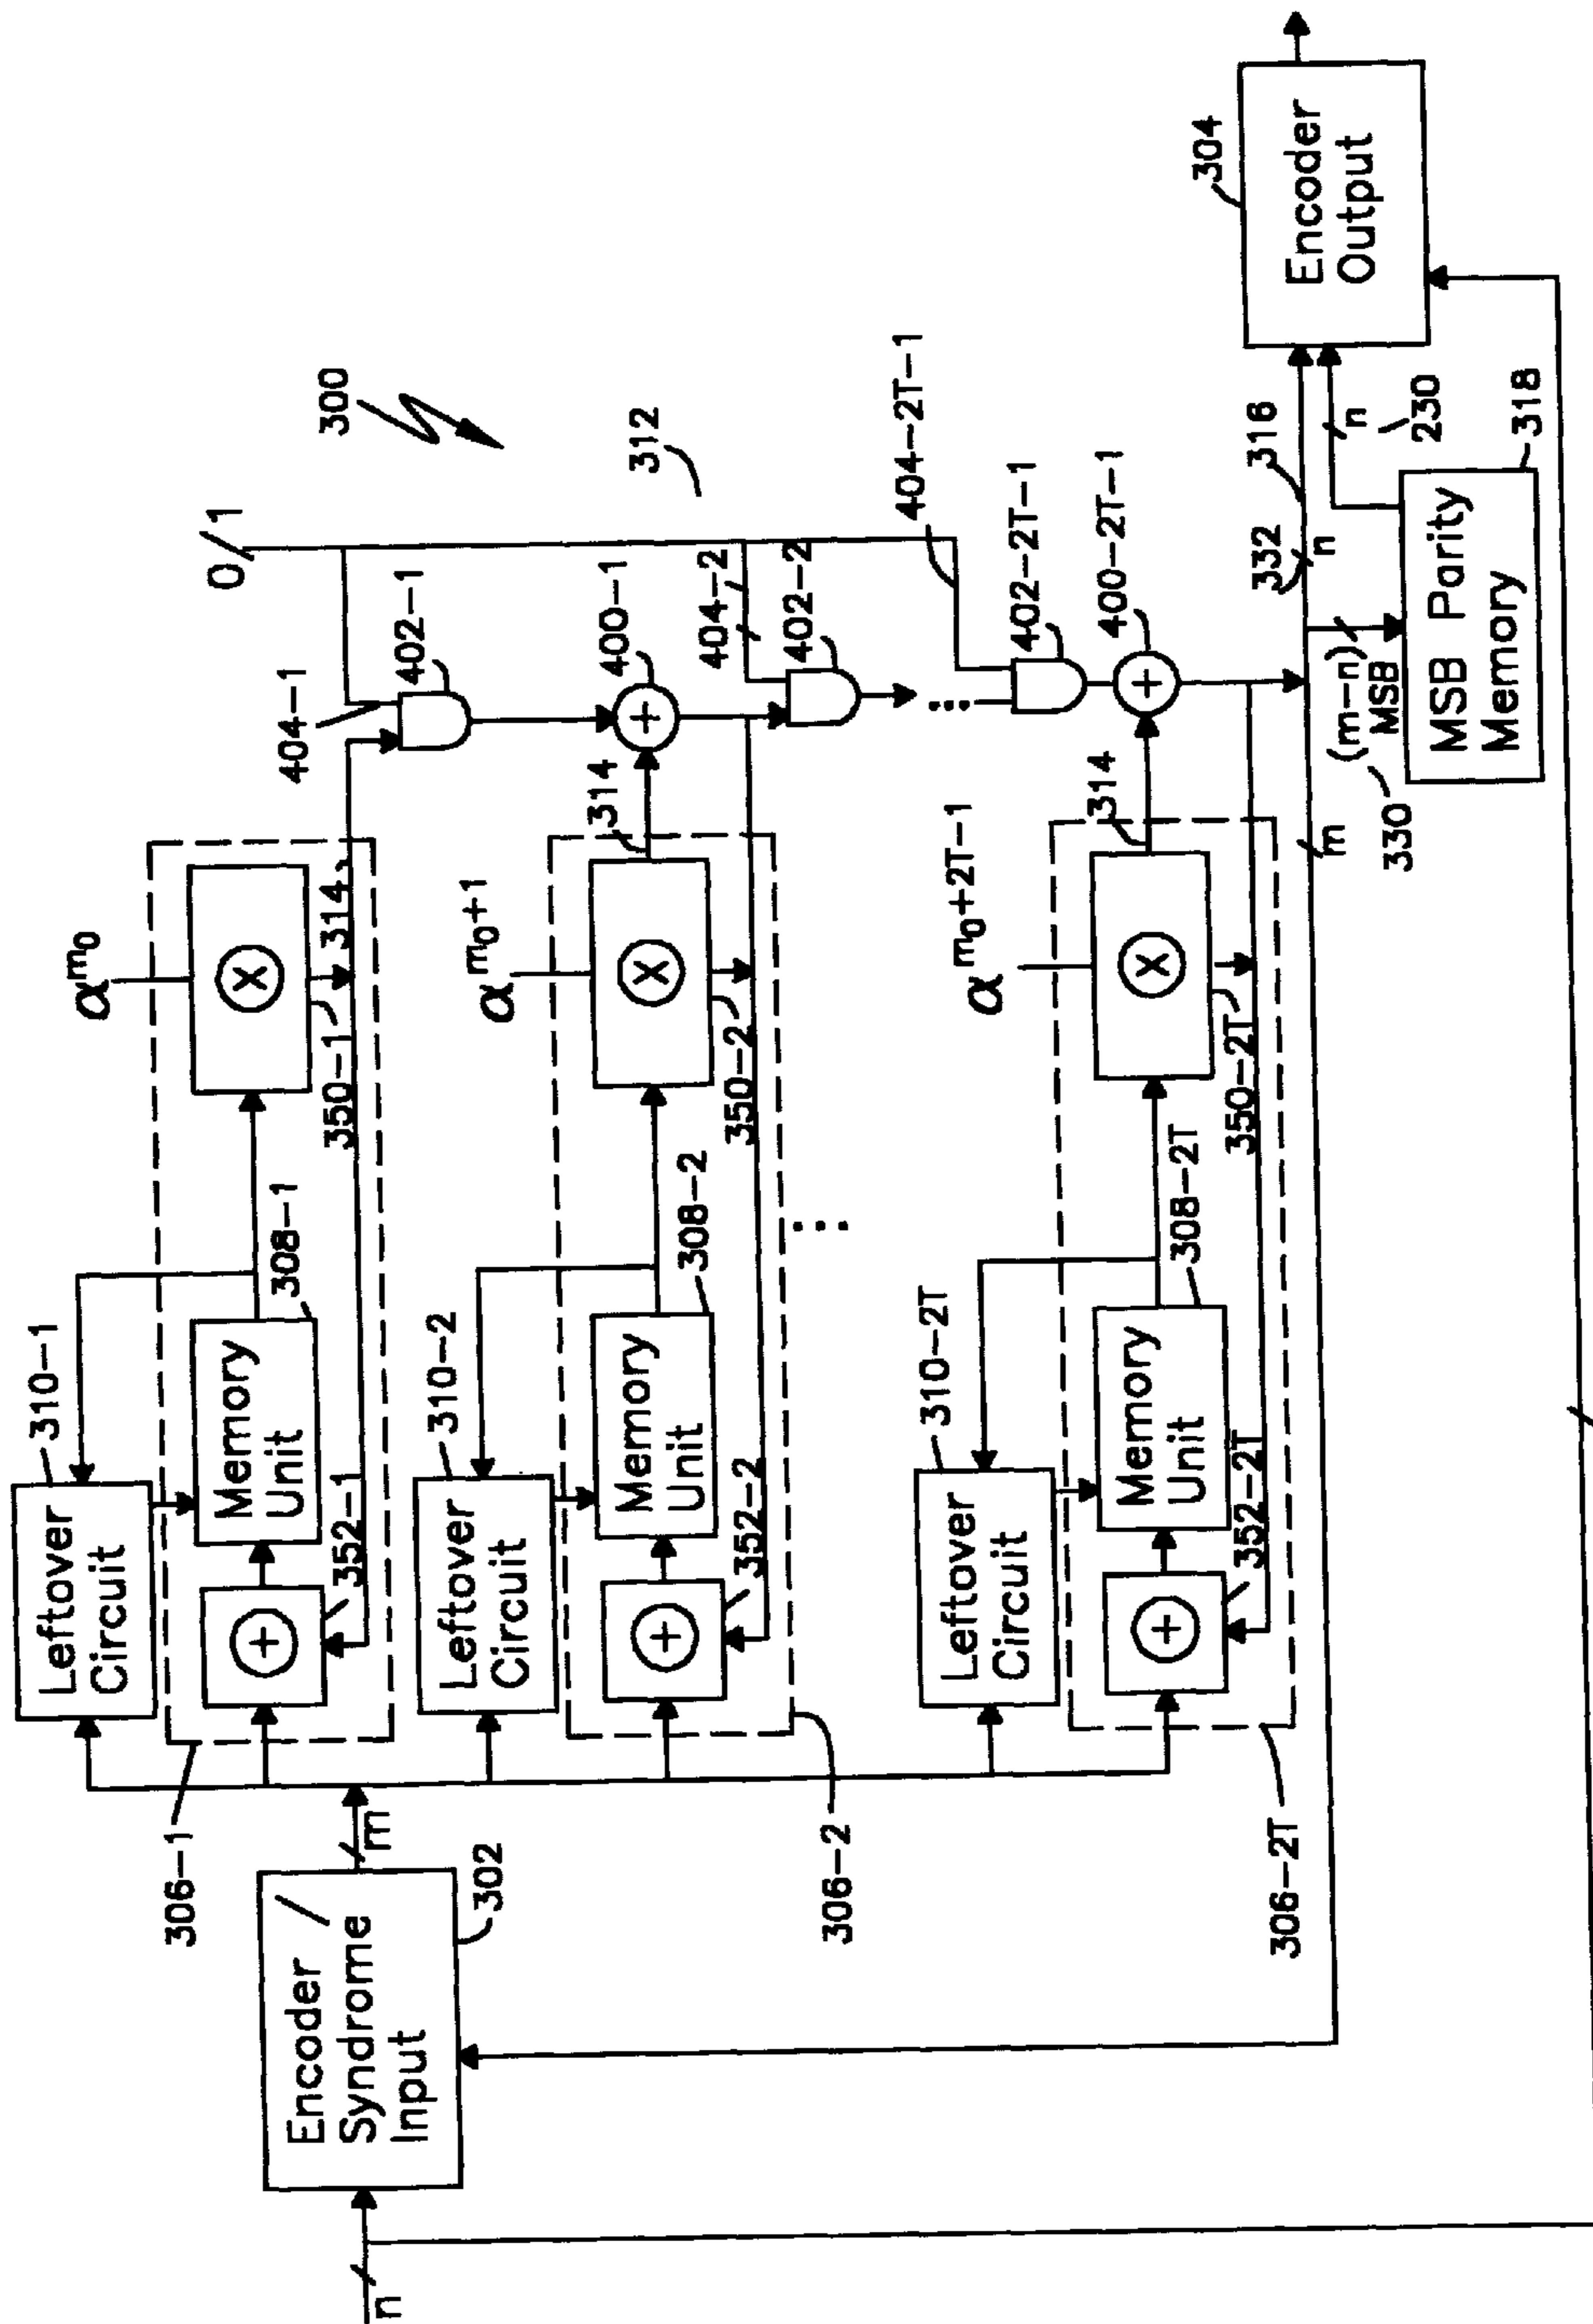 n
Encoder /
Syndrome
Input
302
m
306-1
Leftover
Circuit
310-1
352-1
Memory
Unit
308-1
350-1
α^m0
314
404-1
402-1
0/1
300
306-2
Leftover
Circuit
310-2
352-2
Memory
Unit
308-2
350-2
α^m0+1
314
400-1
404-2
402-2
312
306-2T
Leftover
Circuit
310-2T
352-2T
Memory
Unit
308-2T
350-2T
α^m0+2T-1
314
402-2T-1
400-2T-1
404-2T-1
m
330
(m-n)
MSB
332
n
316
MSB Parity
Memory
318
n
230
Encoder
Output
304